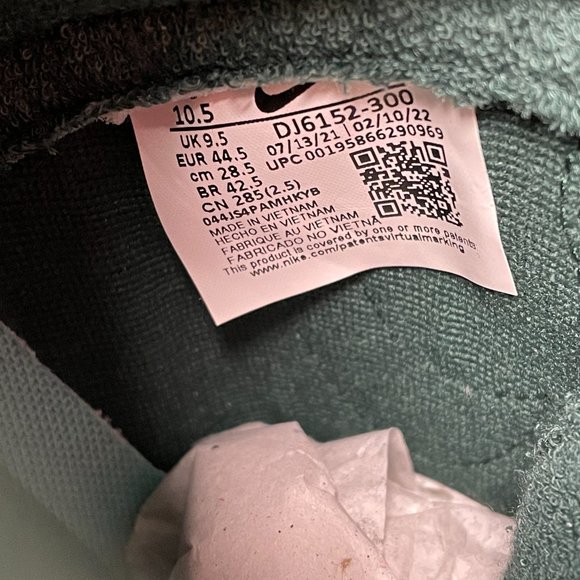 10.5
UK 9.5
EUR 44.5
cm 28.5
BR 42.5
CN 285(2.5)
044JS4PAMHKYB
DJ6152-300
07/13/21 | 02/10/22
UPC 00195866290969
MADE IN VIETNAM
HECHO EN VIETNAM
FABRIQUE AU VIETNAM
FABRICADO NO VIETNÃ
This product is covered by one or more patents
www.nike.com/patentsvirtualmarking